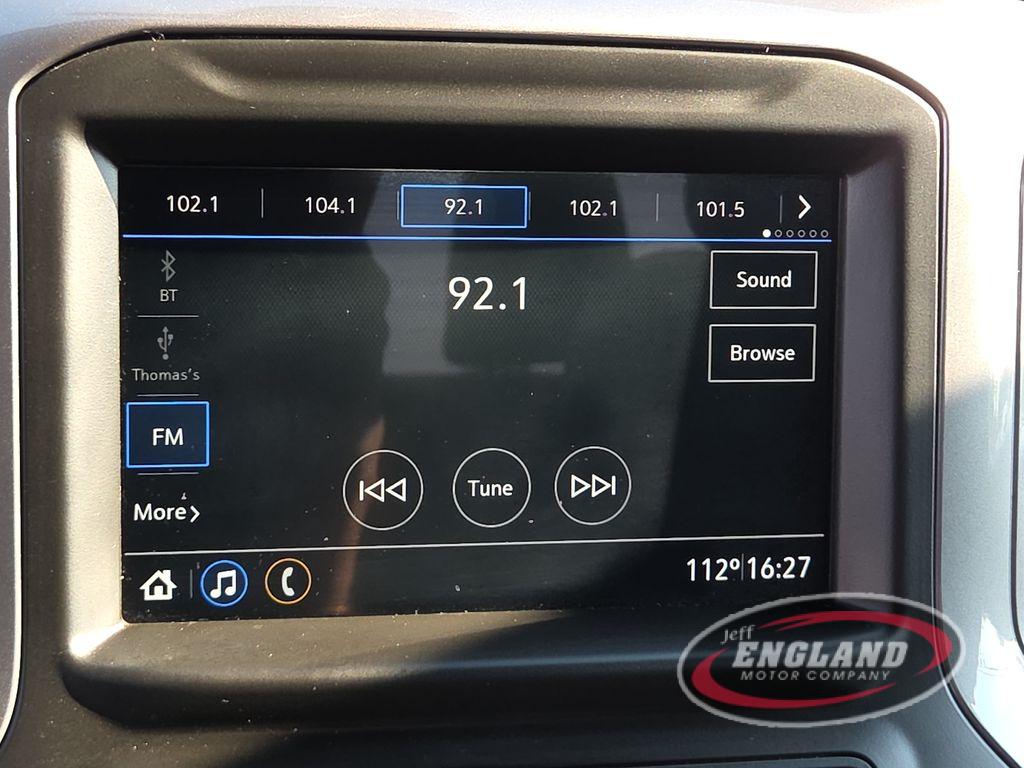 102.1 104.1 92.1 102.1 101.5
BT
92.1
Sound
Thomas's
Browse
FM
Tune
More
112° 16:27
Jeff
ENGLAND
MOTOR COMPANY